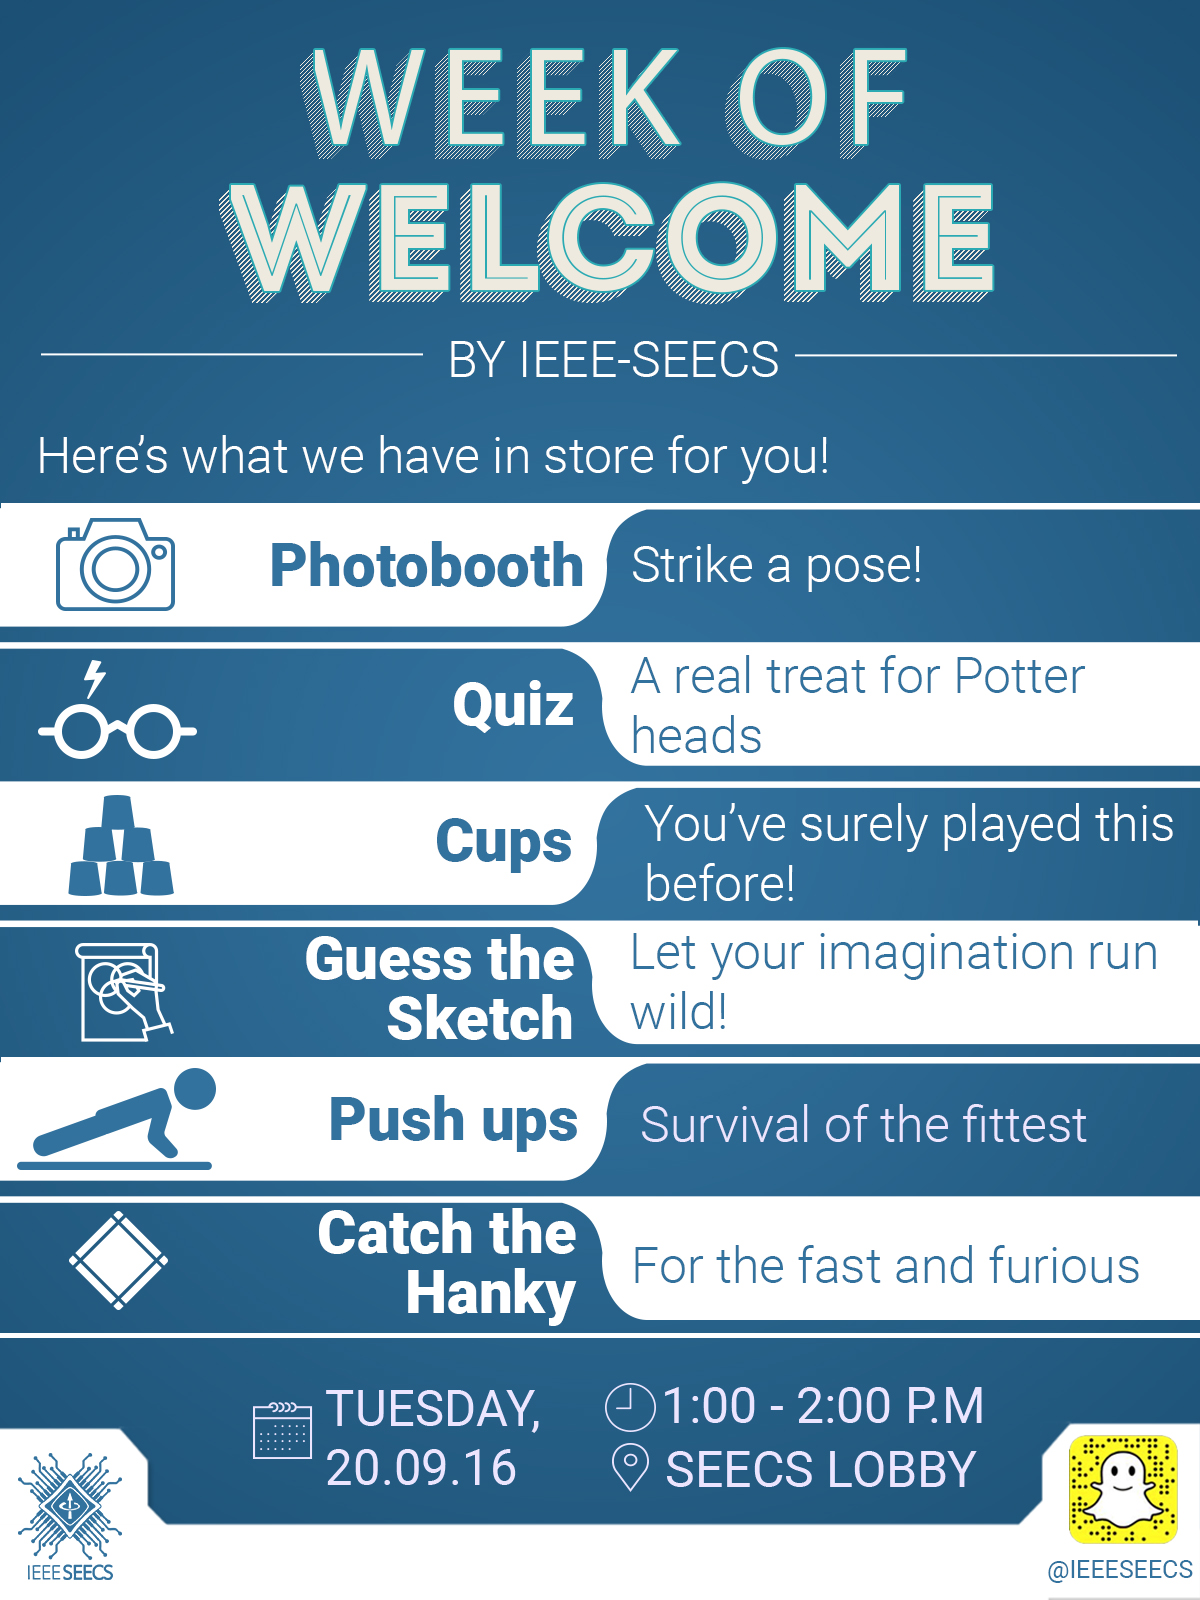 WEEK OF
WELCOME
BY IEEE-SEECS
Here's what we have in store for you!
Photobooth
Strike a pose!
Quiz
A real treat for Potter
heads
Cups
You've surely played this
before!
Guess the
Sketch
Let your imagination run
wild!
Push ups
Survival of the fittest
Catch the
Hanky
For the fast and furious
TUESDAY,
20.09.16
1:00 - 2:00 P.M
SEECS LOBBY
IEEE SEECS
@IEEESEECS